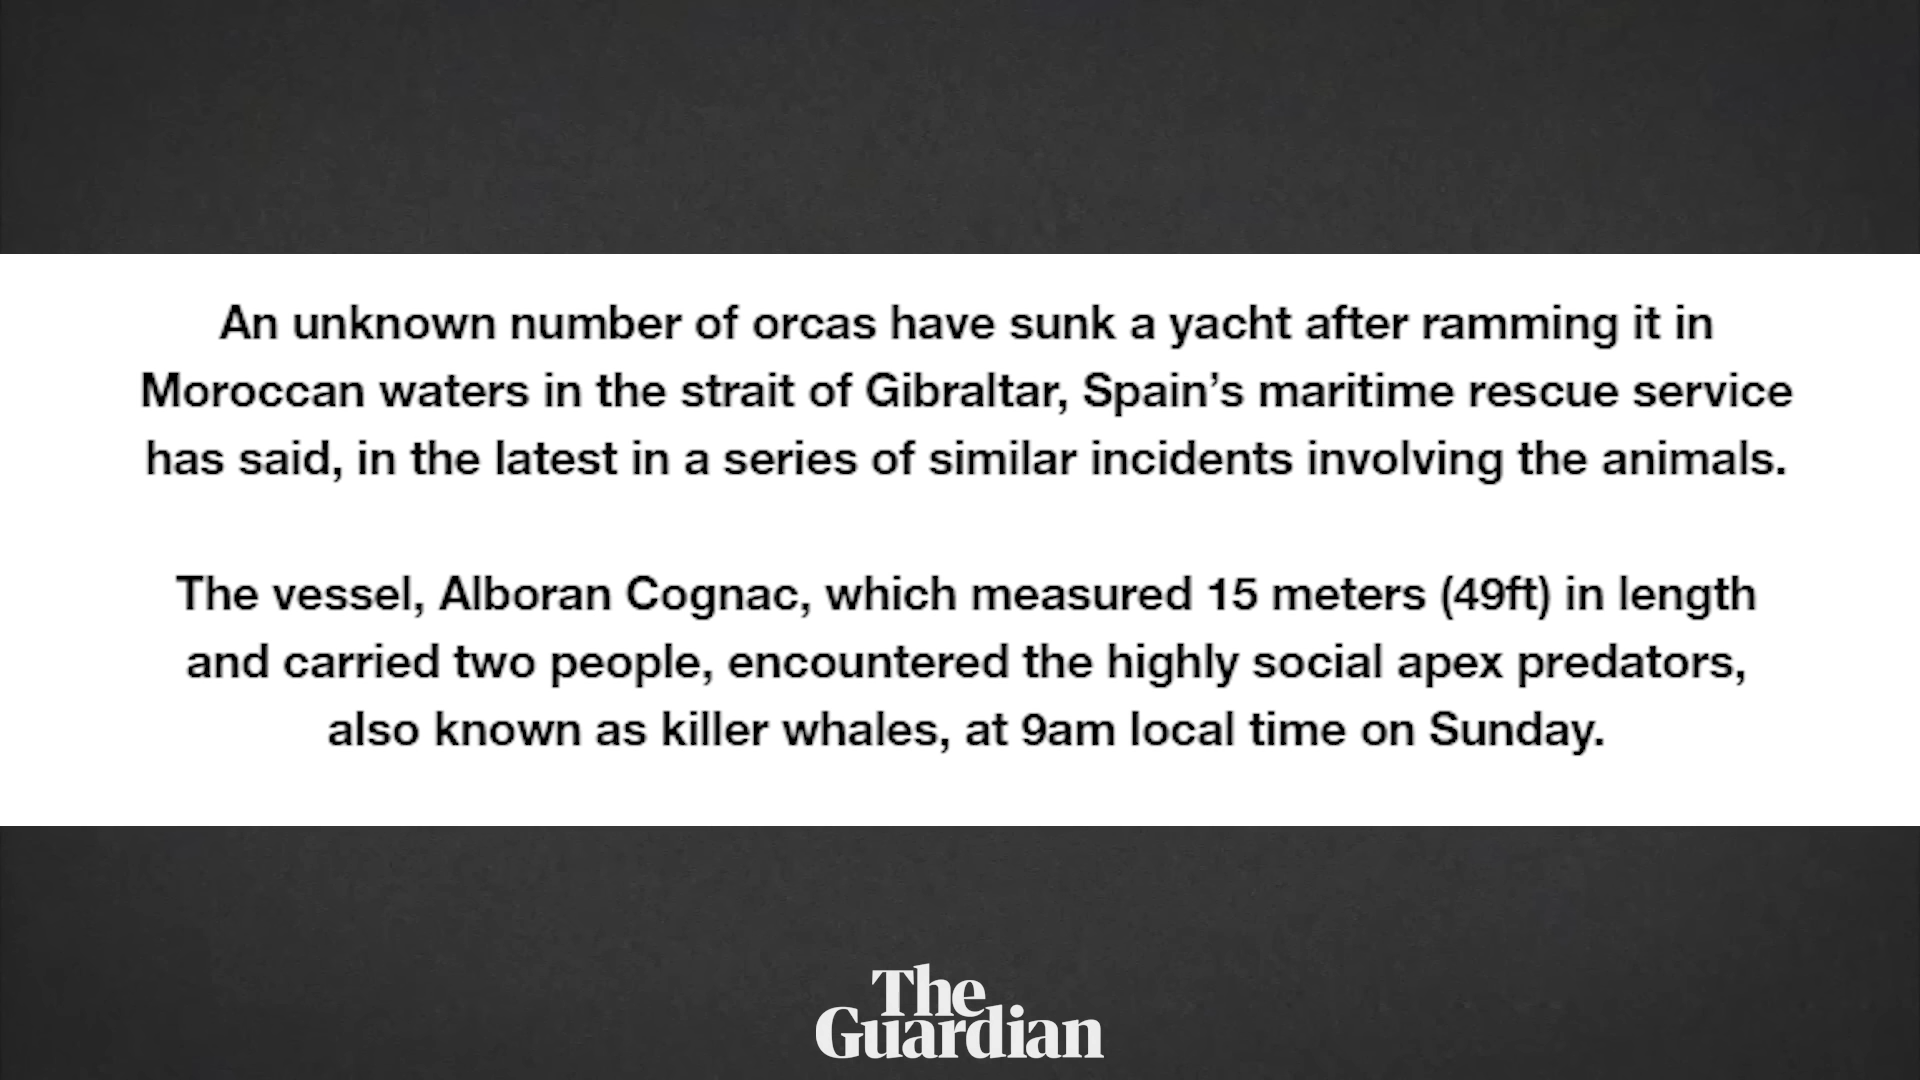 An unknown number of orcas have sunk a yacht after ramming it in
Moroccan waters in the strait of Gibraltar, Spain’s maritime rescue service
has said, in the latest in a series of similar incidents involving the animals.
The vessel, Alboran Cognac, which measured 15 meters (49ft) in length
and carried two people, encountered the highly social apex predators,
also known as killer whales, at 9am local time on Sunday.
The
Guardian